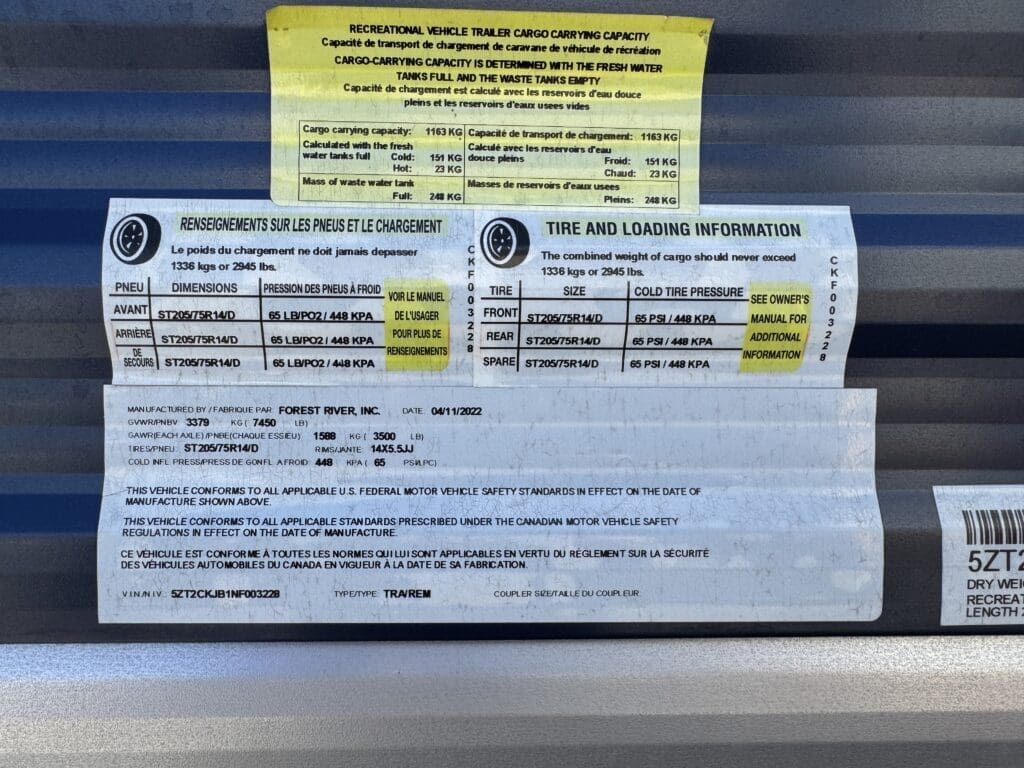 RECREATIONAL VEHICLE TRAILER CARGO CARRYING CAPACITY
Capacité de transport de chargement de caravane de véhicule de récréation
CARGO-CARRYING CAPACITY IS DETERMINED WITH THE FRESH WATER
TANKS FULL AND THE WASTE TANKS EMPTY
Capacité de chargement est calculé avec les reservoirs d'eau douce
pleins et les reservoirs d'eaux usees vides
Cargo carrying capacity: 1163 KG Capacité de transport de chargement: 1163 KG
Calculated with the fresh Calculé avec les reservoirs d'eau
water tanks full Cold: 151 KG douce pleins Froid: 151 KG
Hot: 23 KG Chaud: 23 KG
Mass of waste water tank Masses de reservoirs d'eaux usees
Full: 248 KG Pleins: 248 KG
RENSEIGNEMENTS SUR LES PNEUS ET LE CHARGEMENT
Le poids du chargement ne doit jamais depasser
1336 kgs or 2945 lbs.
PNEU DIMENSIONS PRESSION DES PNEUS À FROID
AVANT ST205/75R14/D 65 LB/PO2 / 448 KPA
ARRIÈRE ST205/75R14/D 65 LB/PO2 / 448 KPA
DE SECOURS ST205/75R14/D 65 LB/PO2 / 448 KPA
VOIR LE MANUEL
DE L'USAGER
POUR PLUS DE
RENSEIGNEMENTS
CKF003228
TIRE AND LOADING INFORMATION
The combined weight of cargo should never exceed
1336 kgs or 2945 lbs.
TIRE SIZE COLD TIRE PRESSURE
FRONT ST205/75R14/D 65 PSI / 448 KPA
REAR ST205/75R14/D 65 PSI / 448 KPA
SPARE ST205/75R14/D 65 PSI / 448 KPA
SEE OWNER'S
MANUAL FOR
ADDITIONAL
INFORMATION
CKF003228
MANUFACTURED BY / FABRIQUE PAR FOREST RIVER, INC. DATE 04/11/2022
GVWR/PNBV 3379 KG ( 7450 LB)
GAWR(EACH AXLE)/PNBE(CHAQUE ESSIEU) 1588 KG ( 3500 LB)
TIRES/PNEU ST205/75R14/D RIMS/JANTE 14X5.5JJ
COLD INFL PRESS/PRESS DE GONFL A FROID 448 KPA ( 65 PSI/LPC)
THIS VEHICLE CONFORMS TO ALL APPLICABLE U.S. FEDERAL MOTOR VEHICLE SAFETY STANDARDS IN EFFECT ON THE DATE OF
MANUFACTURE SHOWN ABOVE.
THIS VEHICLE CONFORMS TO ALL APPLICABLE STANDARDS PRESCRIBED UNDER THE CANADIAN MOTOR VEHICLE SAFETY
REGULATIONS IN EFFECT ON THE DATE OF MANUFACTURE.
CE VÉHICULE EST CONFORME À TOUTES LES NORMES QUI LUI SONT APPLICABLES EN VERTU DU RÈGLEMENT SUR LA SÉCURITÉ
DES VÉHICULES AUTOMOBILES DU CANADA EN VIGUEUR À LA DATE DE SA FABRICATION.
V.I.N./N.I.V.: 5ZT2CKJB1NF003228 TYPE/TYPE: TRA/REM COUPLER SIZE/TAILLE DU COUPLEUR:
5ZT2
DRY WEI
RECREAT
LENGTH